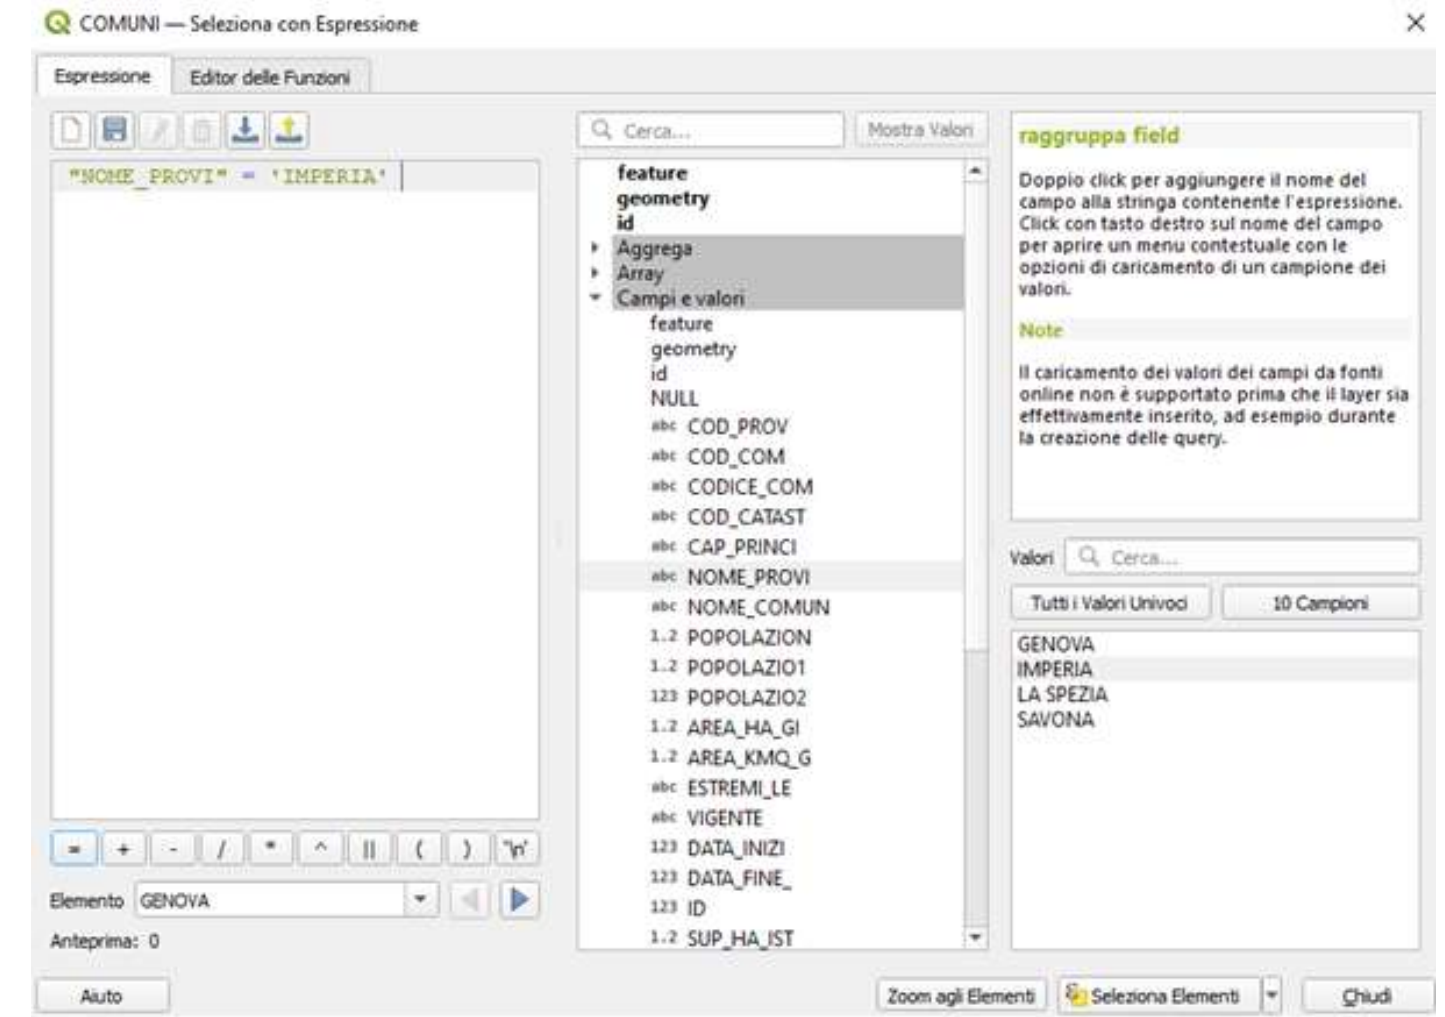 COMUNI — Seleziona con Espressione
Espressione
Editor delle Funzioni
Cerca...
Mostra Valori
"NOME_PROVI" = 'IMPERIA'
feature
geometry
id
Aggrega
Array
Campi e valori
feature
geometry
id
NULL
abc COD_PROV
abc COD_COM
abc CODICE_COM
abc COD_CATAST
abc CAP_PRINCI
abc NOME_PROVI
abc NOME_COMUN
1.2 POPOLAZION
1.2 POPOLAZIO1
123 POPOLAZIO2
1.2 AREA_HA_GI
1.2 AREA_KMQ_G
abc ESTREMI_LE
abc VIGENTE
123 DATA_INIZI
123 DATA_FINE_
123 ID
1.2 SUP_HA_IST
raggruppa field
Doppio click per aggiungere il nome del
campo alla stringa contenente l'espressione.
Click con tasto destro sul nome del campo
per aprire un menu contestuale con le
opzioni di caricamento di un campione dei
valori.
Note
Il caricamento dei valori dei campi da fonti
online non è supportato prima che il layer sia
effettivamente inserito, ad esempio durante
la creazione delle query.
Valori
Cerca...
Tutti i Valori Univoci
10 Campioni
GENOVA
IMPERIA
LA SPEZIA
SAVONA
= + - / * ^ || ( ) '\n'
Elemento GENOVA
Anteprima: 0
Aiuto
Zoom agli Elementi
Seleziona Elementi
Chiudi